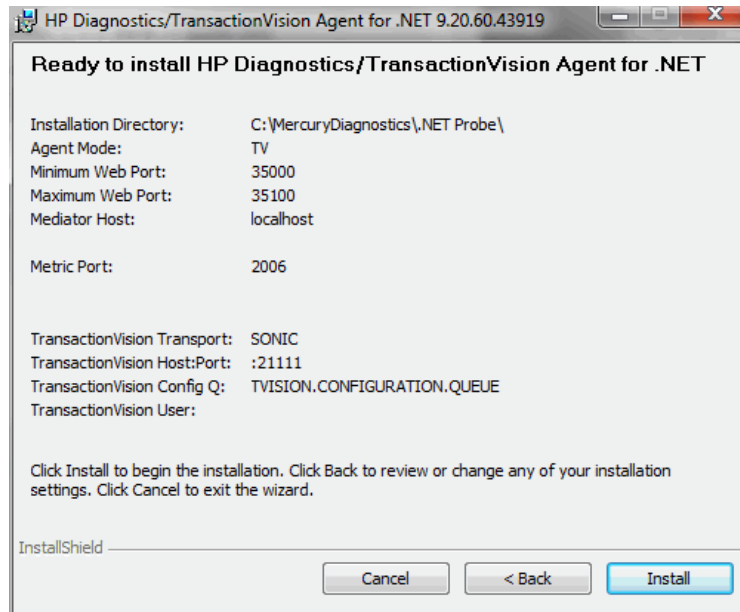 HP Diagnostics/TransactionVision Agent for .NET 9.20.60.43919
Ready to install HP Diagnostics/TransactionVision Agent for .NET
Installation Directory: C:\MercuryDiagnostics\.NET Probe\
Agent Mode: TV
Minimum Web Port: 35000
Maximum Web Port: 35100
Mediator Host: localhost
Metric Port: 2006
TransactionVision Transport: SONIC
TransactionVision Host:Port: :21111
TransactionVision Config Q: TVISION.CONFIGURATION.QUEUE
TransactionVision User:
Click Install to begin the installation. Click Back to review or change any of your installation
settings. Click Cancel to exit the wizard.
InstallShield
Cancel < Back Install